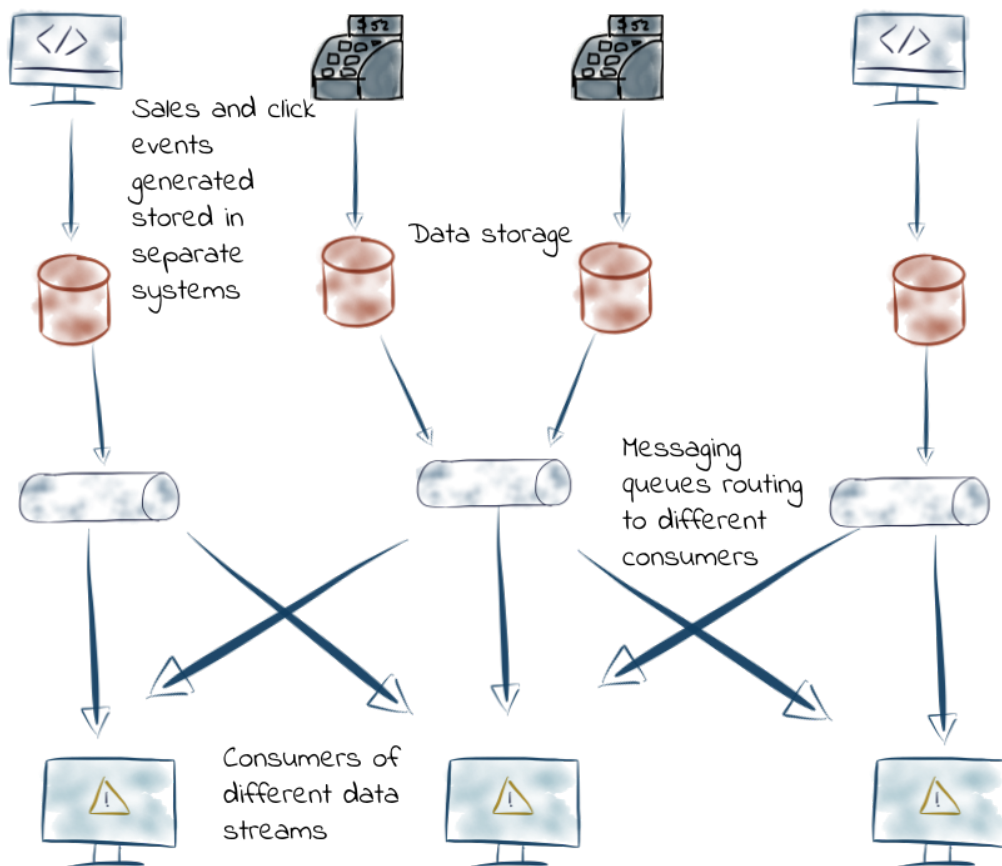 </>
$ 52
$ 52
</>
Sales and click
events
generated
stored in
separate
systems
Data storage
Messaging
queues routing
to different
consumers
!
!
!
Consumers of
different data
streams